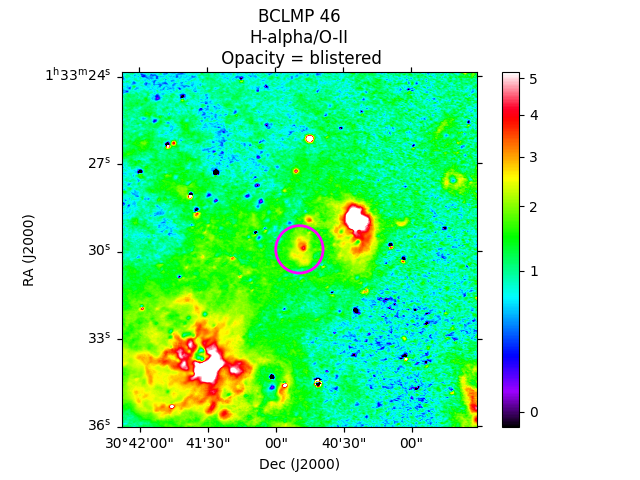 BCLMP 46
H-alpha/O-II
Opacity = blistered
1ʰ33ᵐ24ˢ
27ˢ
30ˢ
33ˢ
36ˢ
RA (J2000)
30°42'00" 41'30" 00" 40'30" 00"
Dec (J2000)
5
4
3
2
1
0